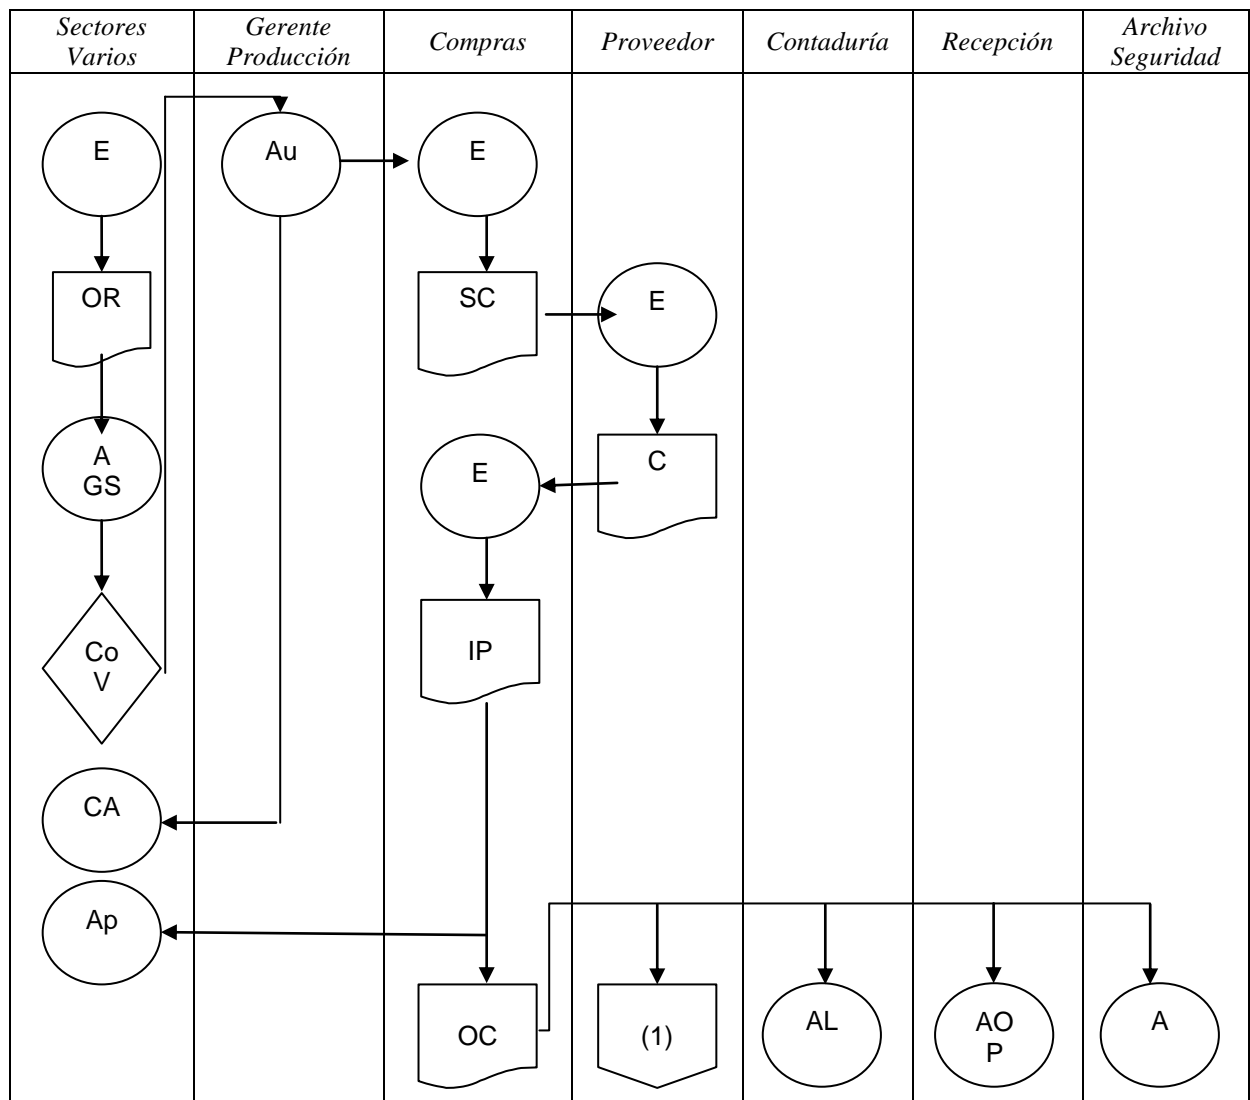 Sectores
Varios
Gerente
Producción
Compras
Proveedor
Contaduría
Recepción
Archivo
Seguridad
E
Au
E
OR
SC
E
A
GS
E
C
Co
V
IP
CA
Ap
OC
(1)
AL
AO
P
A